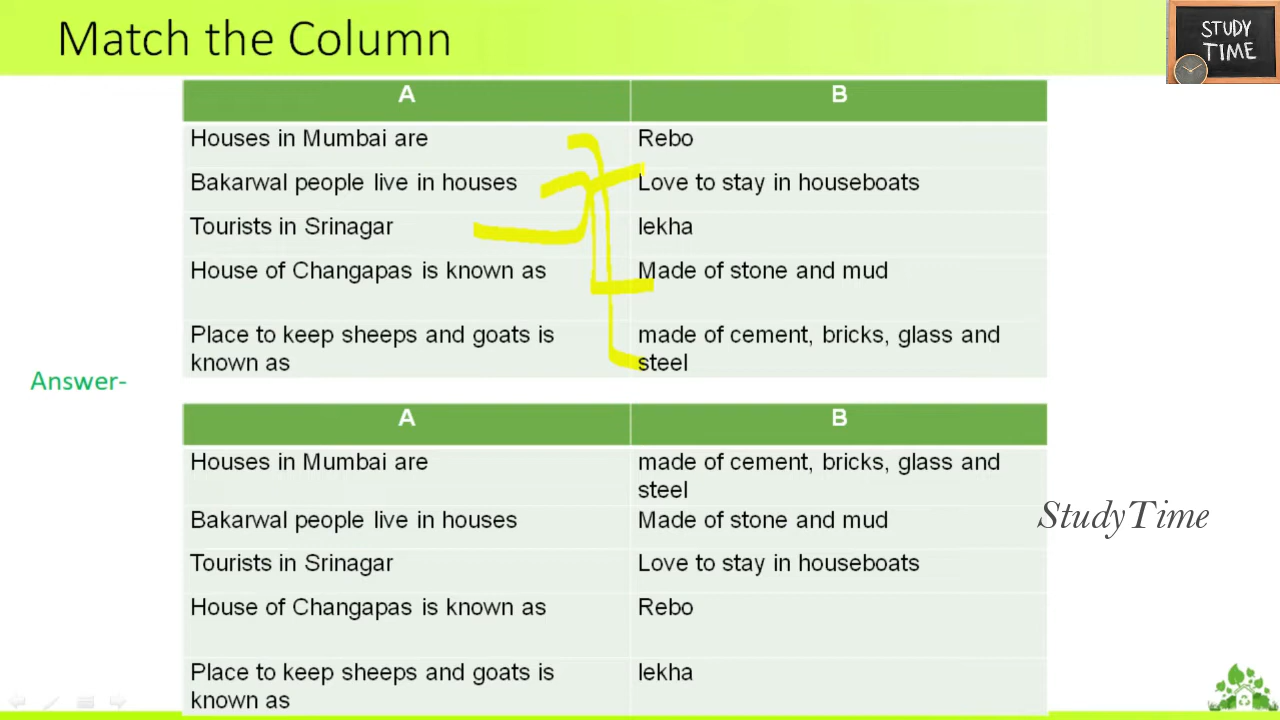 Match the Column
STUDY
TIME
A B
Houses in Mumbai are Rebo
Bakarwal people live in houses Love to stay in houseboats
Tourists in Srinagar lekha
House of Changapas is known as Made of stone and mud
Place to keep sheeps and goats is made of cement, bricks, glass and
known as steel
Answer-
A B
Houses in Mumbai are made of cement, bricks, glass and
steel
Bakarwal people live in houses Made of stone and mud
StudyTime
Tourists in Srinagar Love to stay in houseboats
House of Changapas is known as Rebo
Place to keep sheeps and goats is lekha
known as